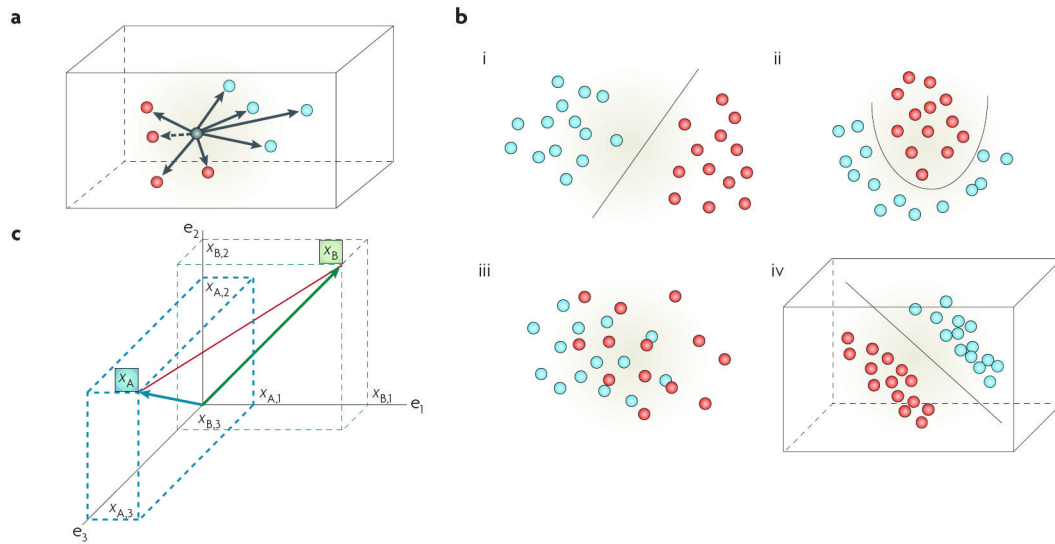 a
b
i
ii
iii
iv
c
e2
xB,2
xB
xA,2
xA
xA,1
xB,1
e1
xB,3
xA,3
e3